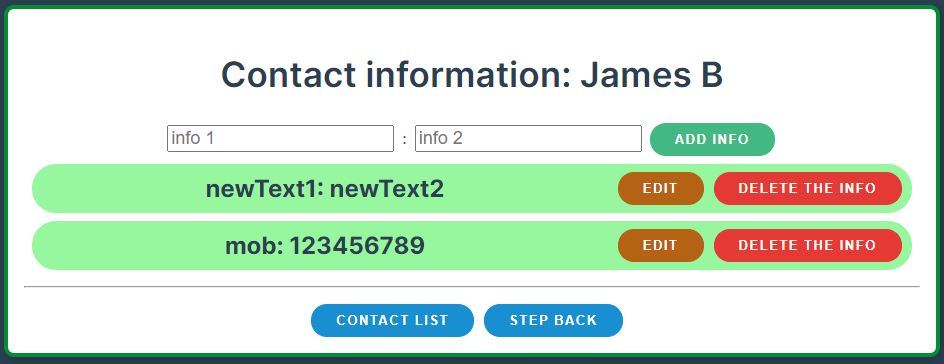 Contact information: James B
info 1 : info 2 ADD INFO
newText1: newText2 EDIT DELETE THE INFO
mob: 123456789 EDIT DELETE THE INFO
CONTACT LIST STEP BACK